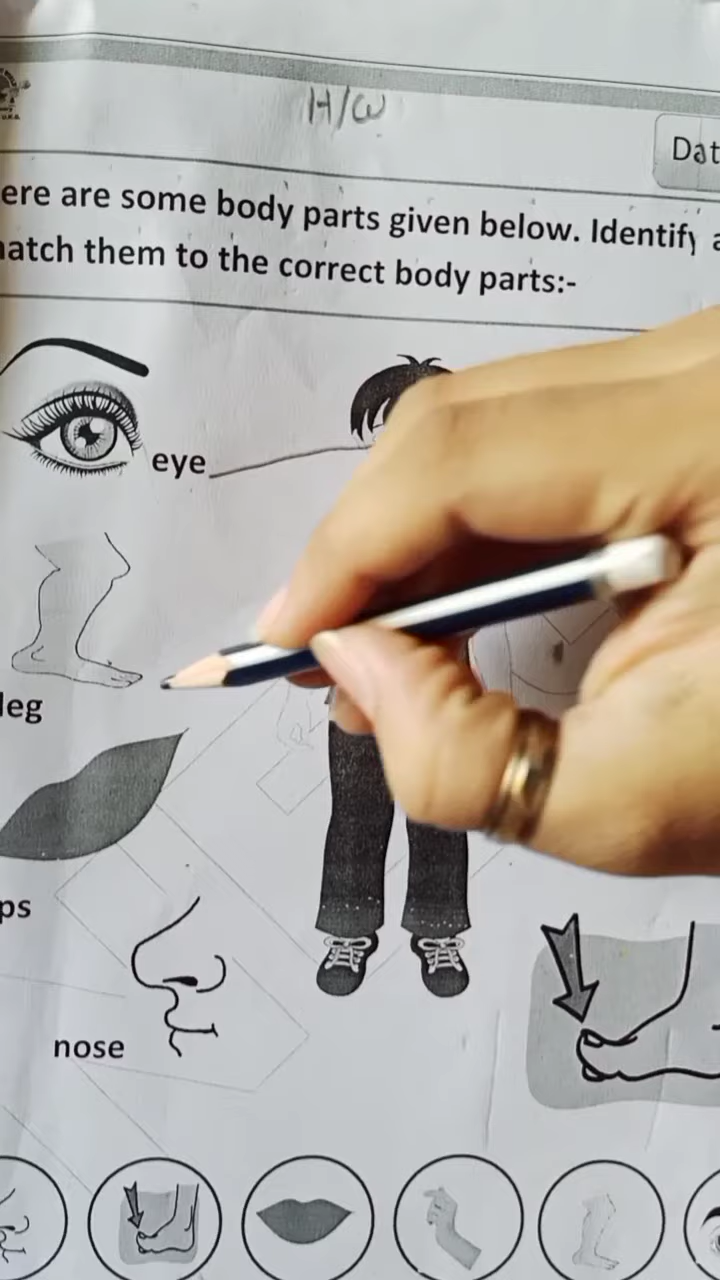 H/W
Dat
ere are some body parts given below. Identify a
atch them to the correct body parts:-
eye
leg
ps
nose